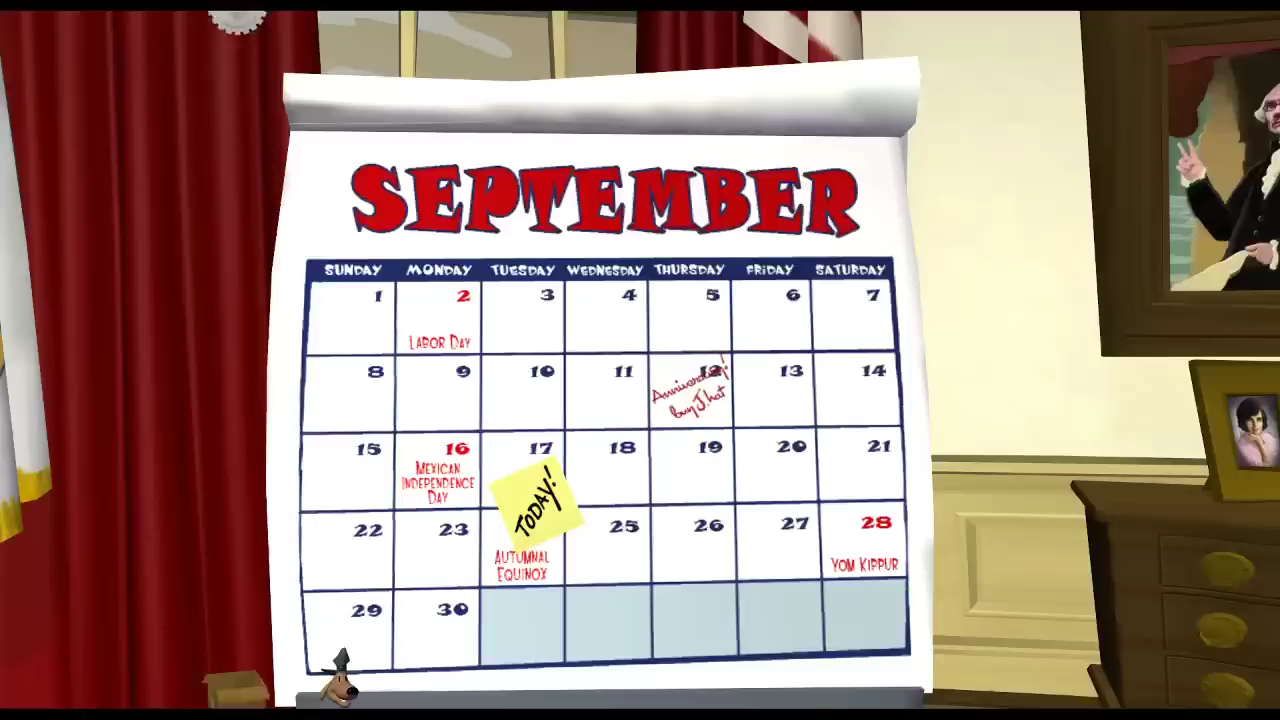 SEPTEMBER
SUNDAY MONDAY TUESDAY WEDNESDAY THURSDAY FRIDAY SATURDAY
1 2 3 4 5 6 7
LABOR DAY
8 9 10 11 12 13 14
Anniversary!
buy J. hat
15 16 17 18 19 20 21
MEXICAN
INDEPENDENCE
DAY
TODAY!
22 23 25 26 27 28
AUTUMNAL
EQUINOX
YOM KIPPUR
29 30